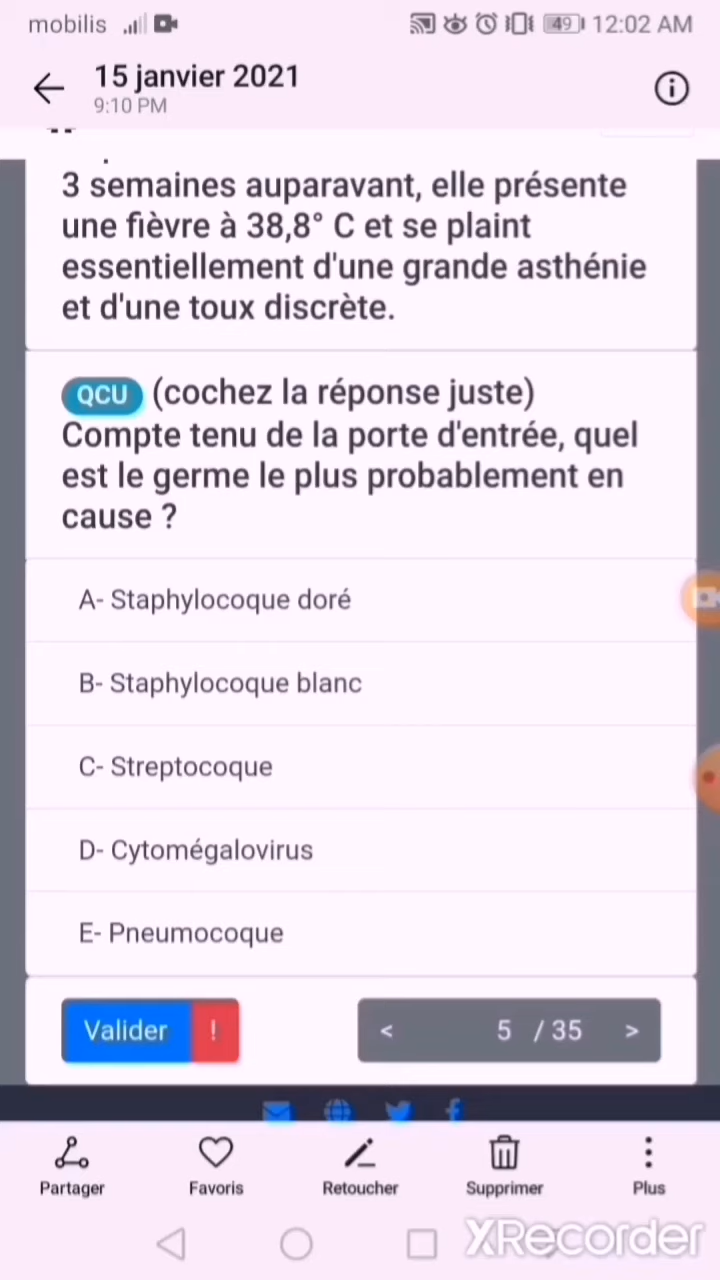 mobilis
49 12:02 AM
15 janvier 2021
9:10 PM
3 semaines auparavant, elle présente
une fièvre à 38,8° C et se plaint
essentiellement d'une grande asthénie
et d'une toux discrète.
QCU (cochez la réponse juste)
Compte tenu de la porte d'entrée, quel
est le germe le plus probablement en
cause ?
A- Staphylocoque doré
B- Staphylocoque blanc
C- Streptocoque
D- Cytomégalovirus
E- Pneumocoque
Valider ! < 5 / 35 >
Partager Favoris Retoucher Supprimer Plus
XRecorder